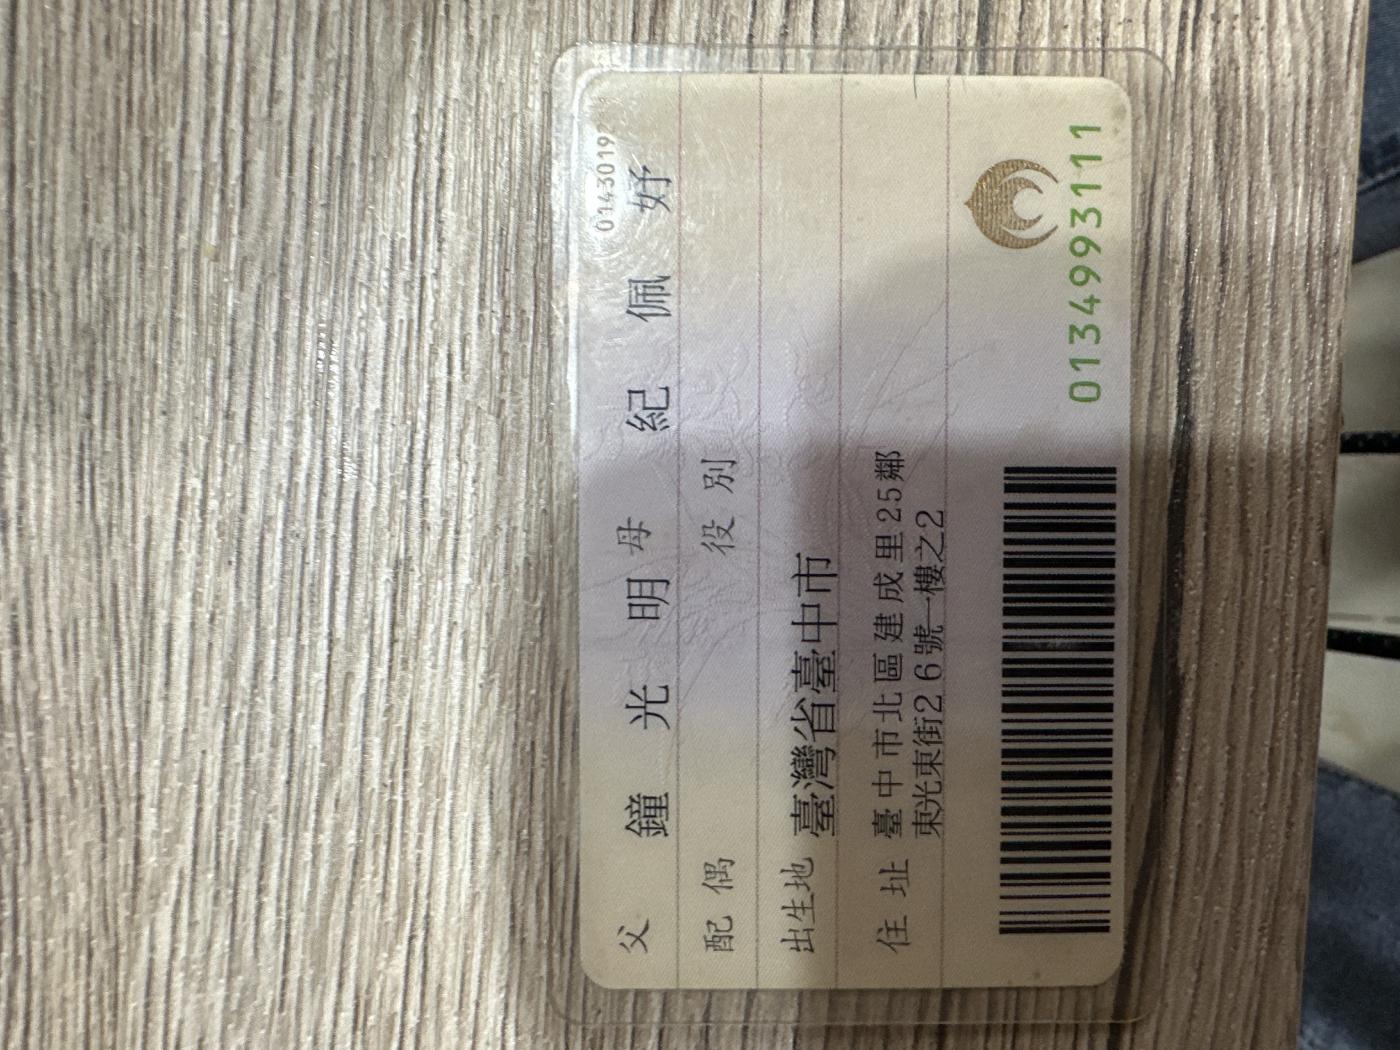 0143019
父 鐘光明 母 紀佩妤
配偶 役別
出生地 臺灣省臺中市
住址 臺中市北區建成里25鄰
東光東街26號一樓之2
0134993111